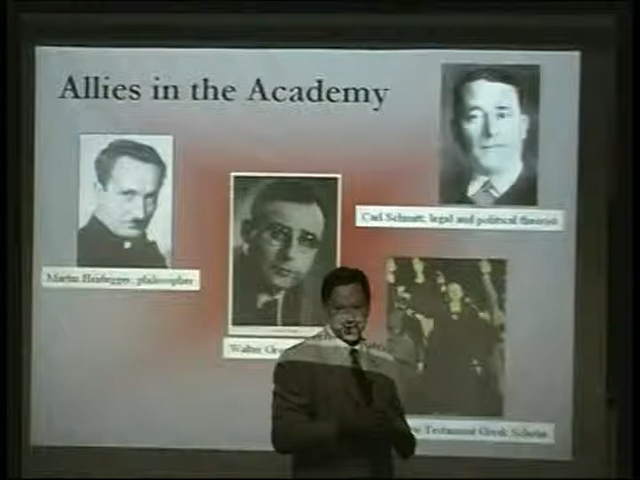 Allies in the Academy
Carl Schmitt, legal and political theorist
Martin Heidegger, philosopher
Walter
Testament Greek Scholar